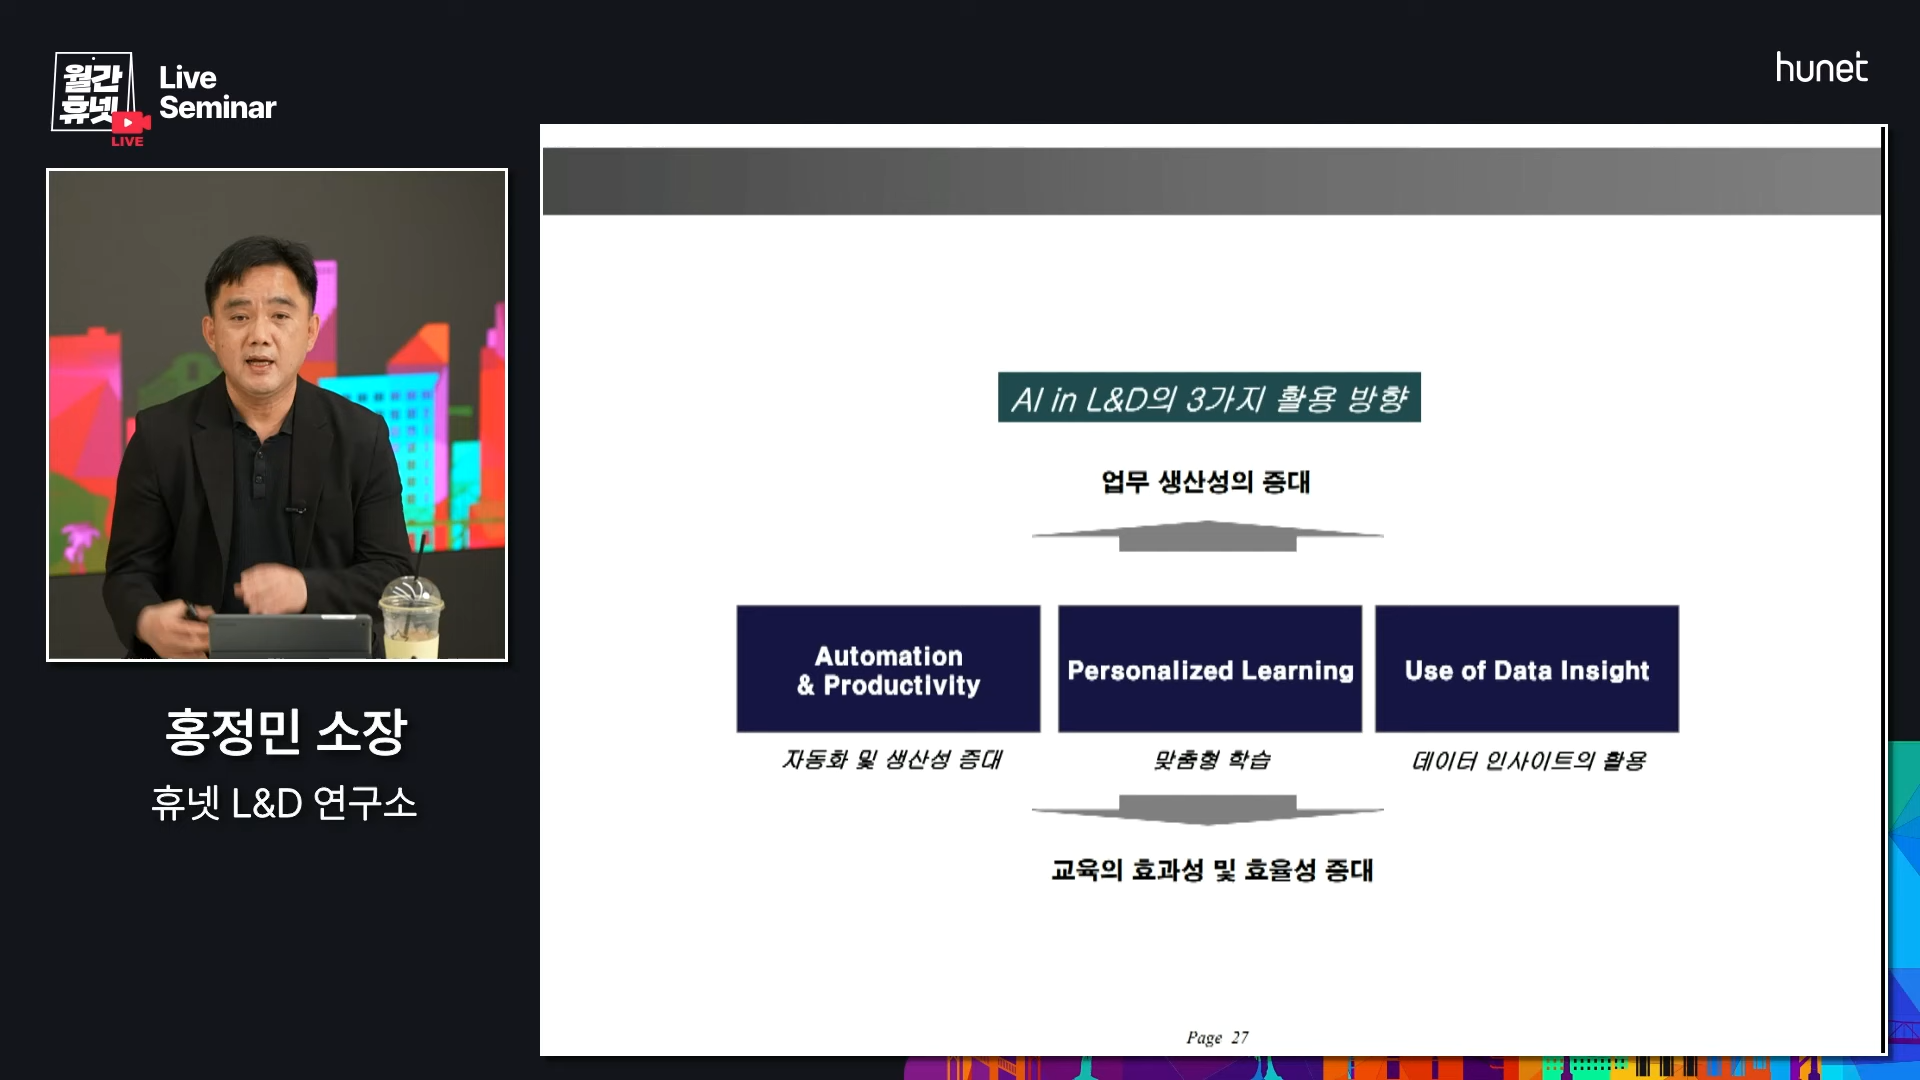 월간
휴넷
LIVE
Live
Seminar
hunet
홍정민 소장
휴넷 L&D 연구소
AI in L&D의 3가지 활용 방향
업무 생산성의 증대
Automation
& Productivity
Personalized Learning
Use of Data Insight
자동화 및 생산성 증대
맞춤형 학습
데이터 인사이트의 활용
교육의 효과성 및 효율성 증대
Page 27